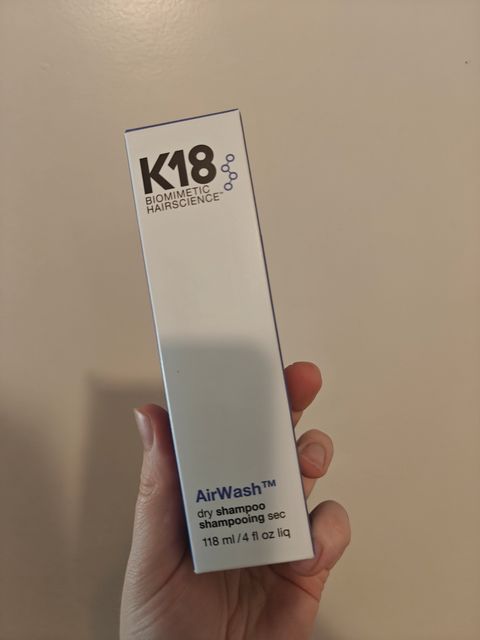 K18
BIOMIMETIC
HAIRSCIENCE™
AirWash™
dry shampoo
shampooing sec
118 ml/4 fl oz liq